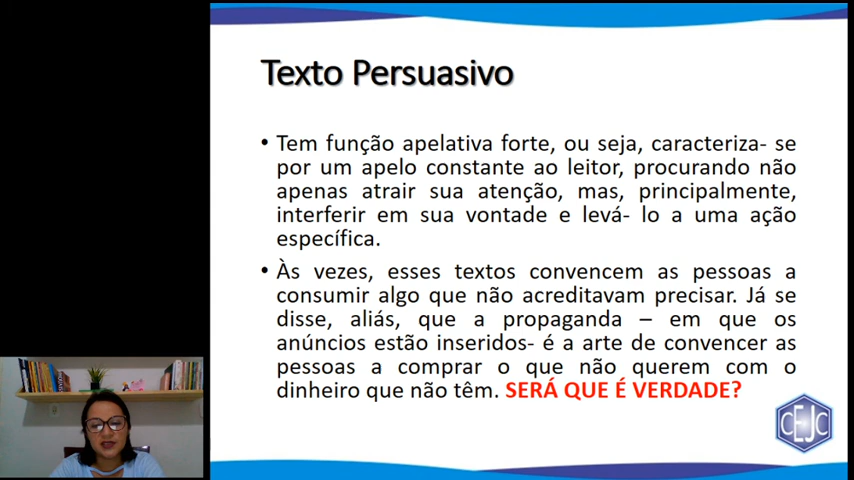 Texto Persuasivo
• Tem função apelativa forte, ou seja, caracteriza- se
por um apelo constante ao leitor, procurando não
apenas atrair sua atenção, mas, principalmente,
interferir em sua vontade e levá- lo a uma ação
específica.
• Às vezes, esses textos convencem as pessoas a
consumir algo que não acreditavam precisar. Já se
disse, aliás, que a propaganda – em que os
anúncios estão inseridos- é a arte de convencer as
pessoas a comprar o que não querem com o
dinheiro que não têm. SERÁ QUE É VERDADE?
CEJC